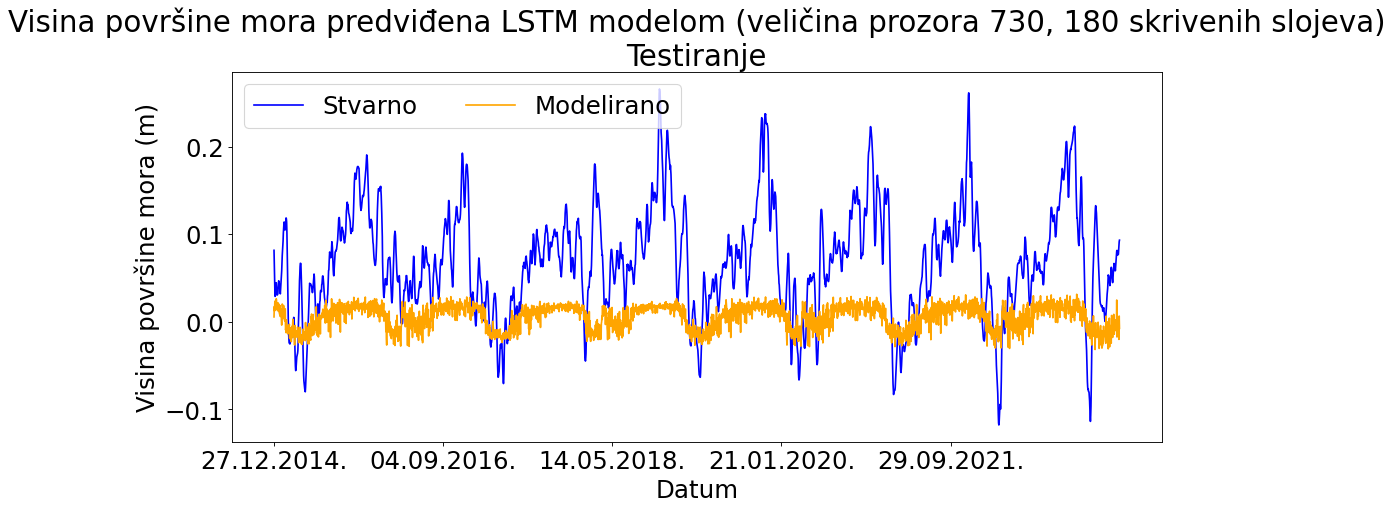 Visina površine mora predviđena LSTM modelom (veličina prozora 730, 180 skrivenih slojeva)
Testiranje
Stvarno
Modelirano
Visina površine mora (m)
0.2
0.1
0.0
−0.1
27.12.2014.
04.09.2016.
14.05.2018.
21.01.2020.
29.09.2021.
Datum